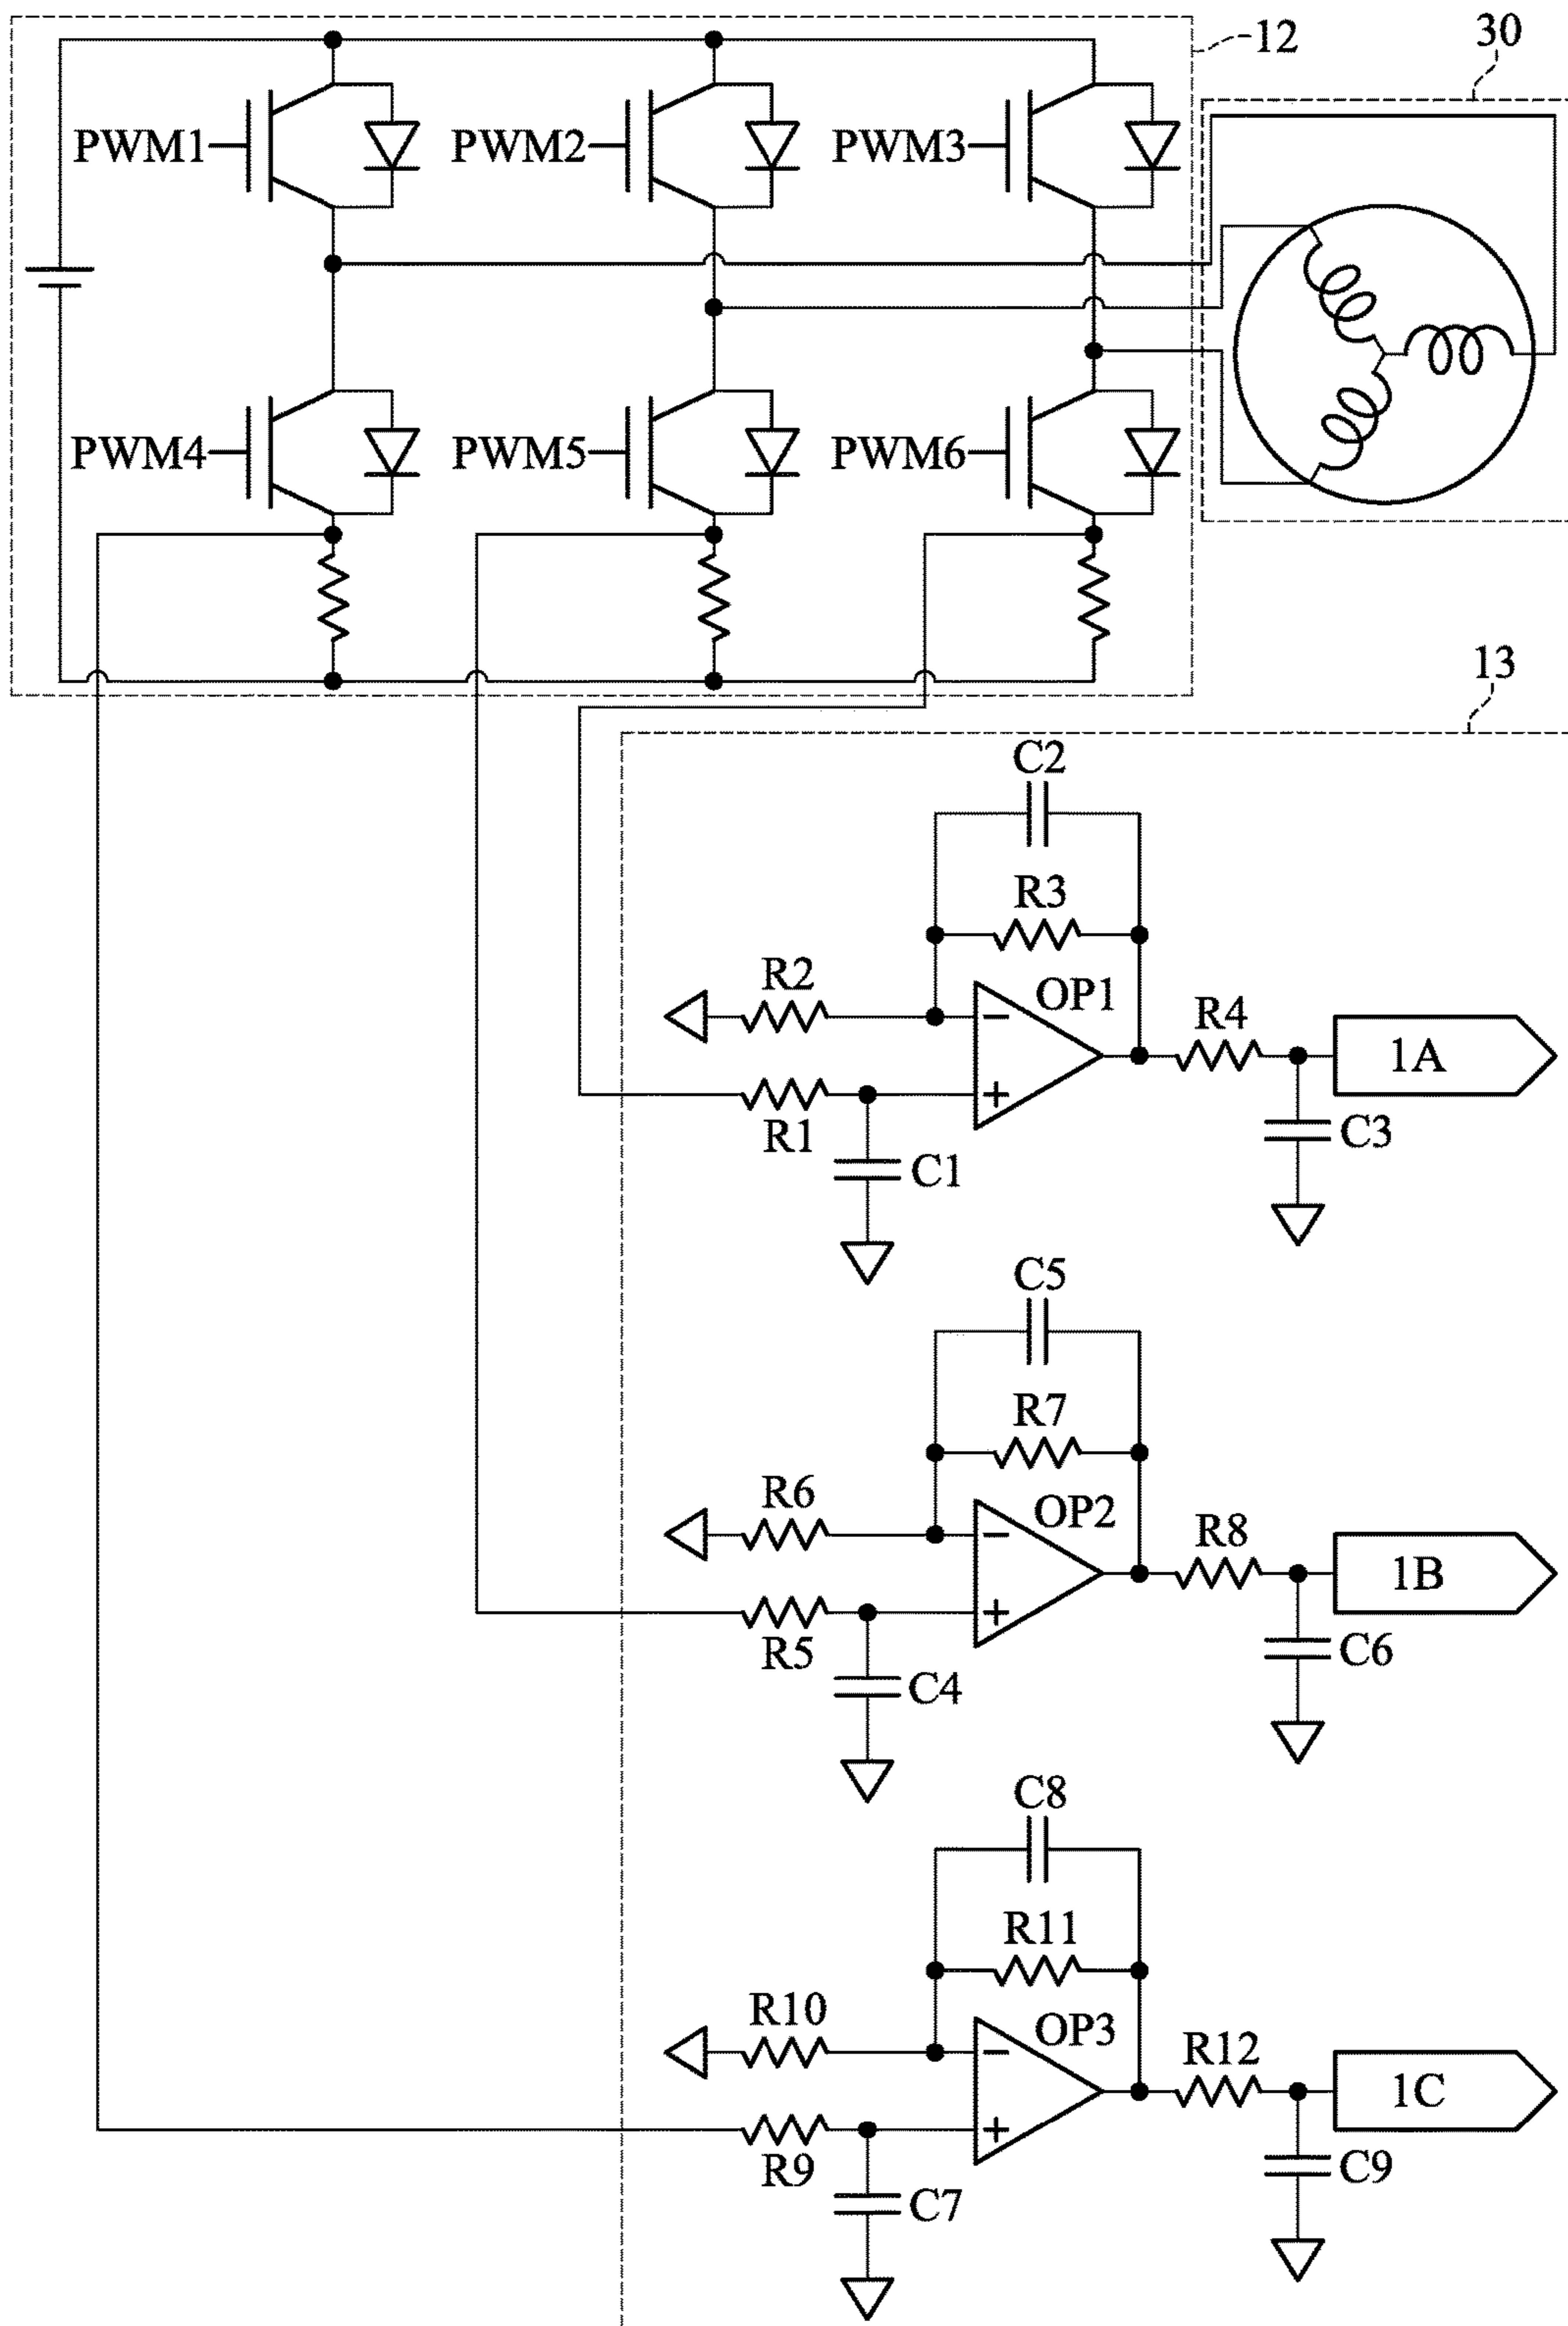 12
30
PWM1
PWM2
PWM3
PWM4
PWM5
PWM6
13
C2
R3
R2
OP1
R4
1A
R1
C1
C3
C5
R7
R6
OP2
R8
1B
R5
C4
C6
C8
R11
R10
OP3
R12
1C
R9
C7
C9